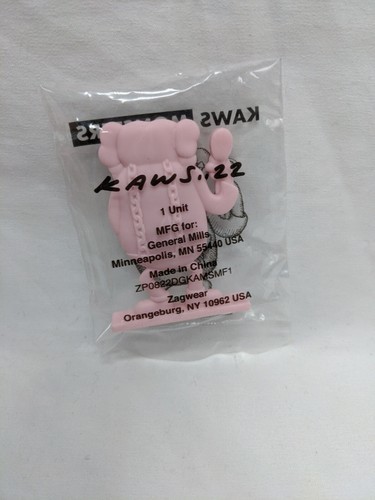 KAWS
KAWS..22
1 Unit
MFG for:
General Mills
Minneapolis, MN 55440 USA
Made in China
ZP0822DGKAMSMF1
Zagwear
Orangeburg, NY 10962 USA